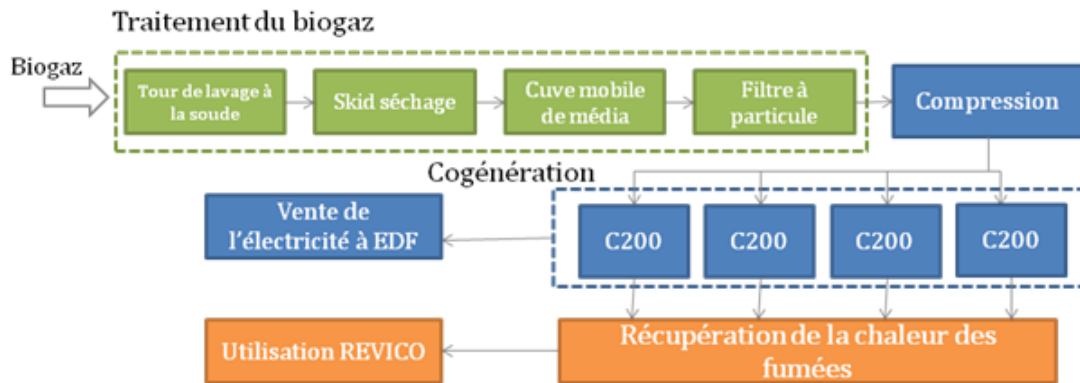 Traitement du biogaz
Biogaz
Tour de lavage à
la soude
Skid séchage
Cuve mobile
de média
Filtre à
particule
Compression
Cogénération
Vente de
l'électricité à EDF
C200
C200
C200
C200
Utilisation REVICO
Récupération de la chaleur des
fumées